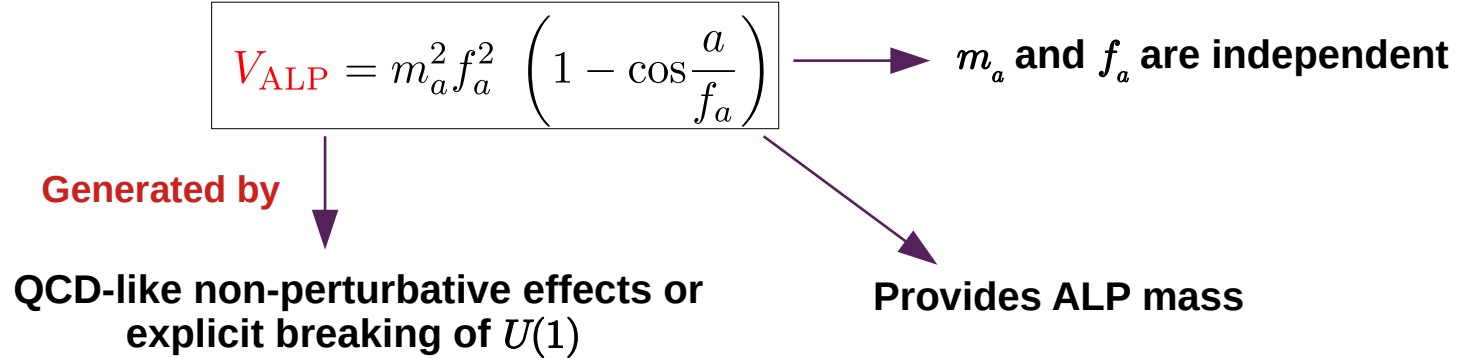 V_ALP = m_a^2 f_a^2 (1 − cos a/f_a)
m_a and f_a are independent
Generated by
QCD-like non-perturbative effects or
explicit breaking of U(1)
Provides ALP mass